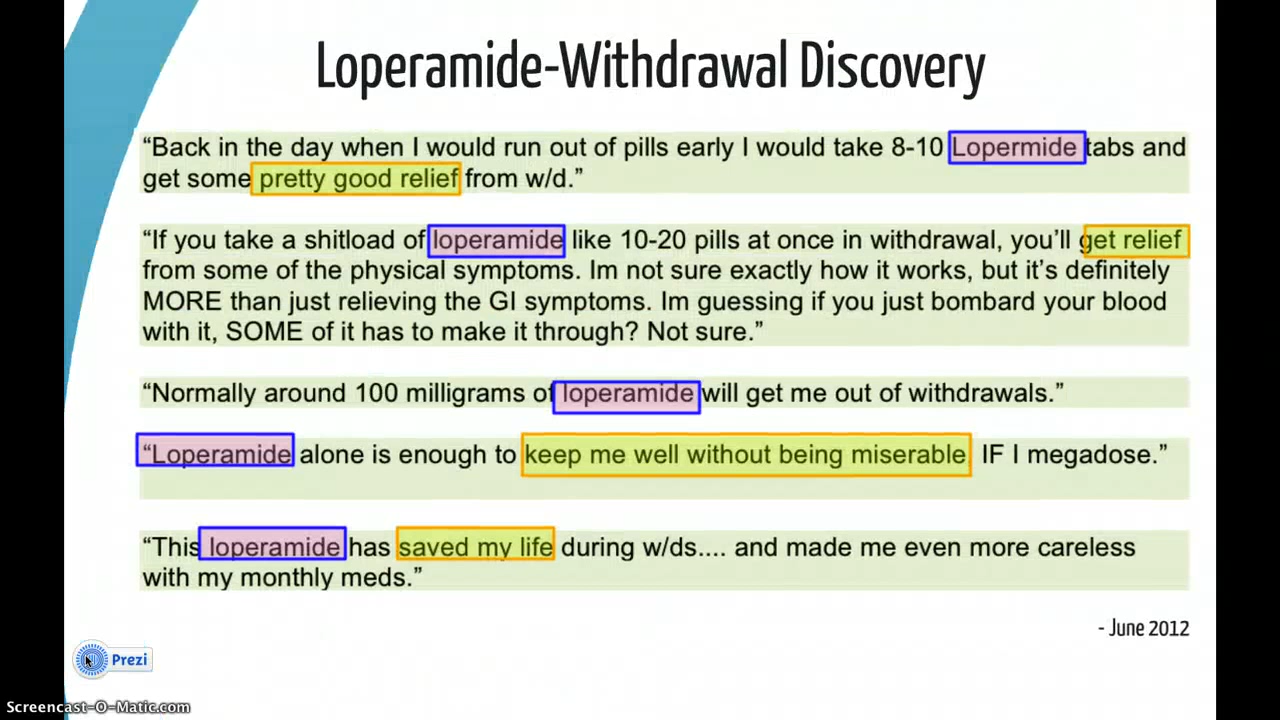 Loperamide-Withdrawal Discovery
“Back in the day when I would run out of pills early I would take 8-10 Lopermide tabs and
get some pretty good relief from w/d.”
“If you take a shitload of loperamide like 10-20 pills at once in withdrawal, you’ll get relief
from some of the physical symptoms. Im not sure exactly how it works, but it’s definitely
MORE than just relieving the GI symptoms. Im guessing if you just bombard your blood
with it, SOME of it has to make it through? Not sure.”
“Normally around 100 milligrams of loperamide will get me out of withdrawals.”
“Loperamide alone is enough to keep me well without being miserable, IF I megadose.”
“This loperamide has saved my life during w/ds.... and made me even more careless
with my monthly meds.”
- June 2012
Prezi
Screencast-O-Matic.com